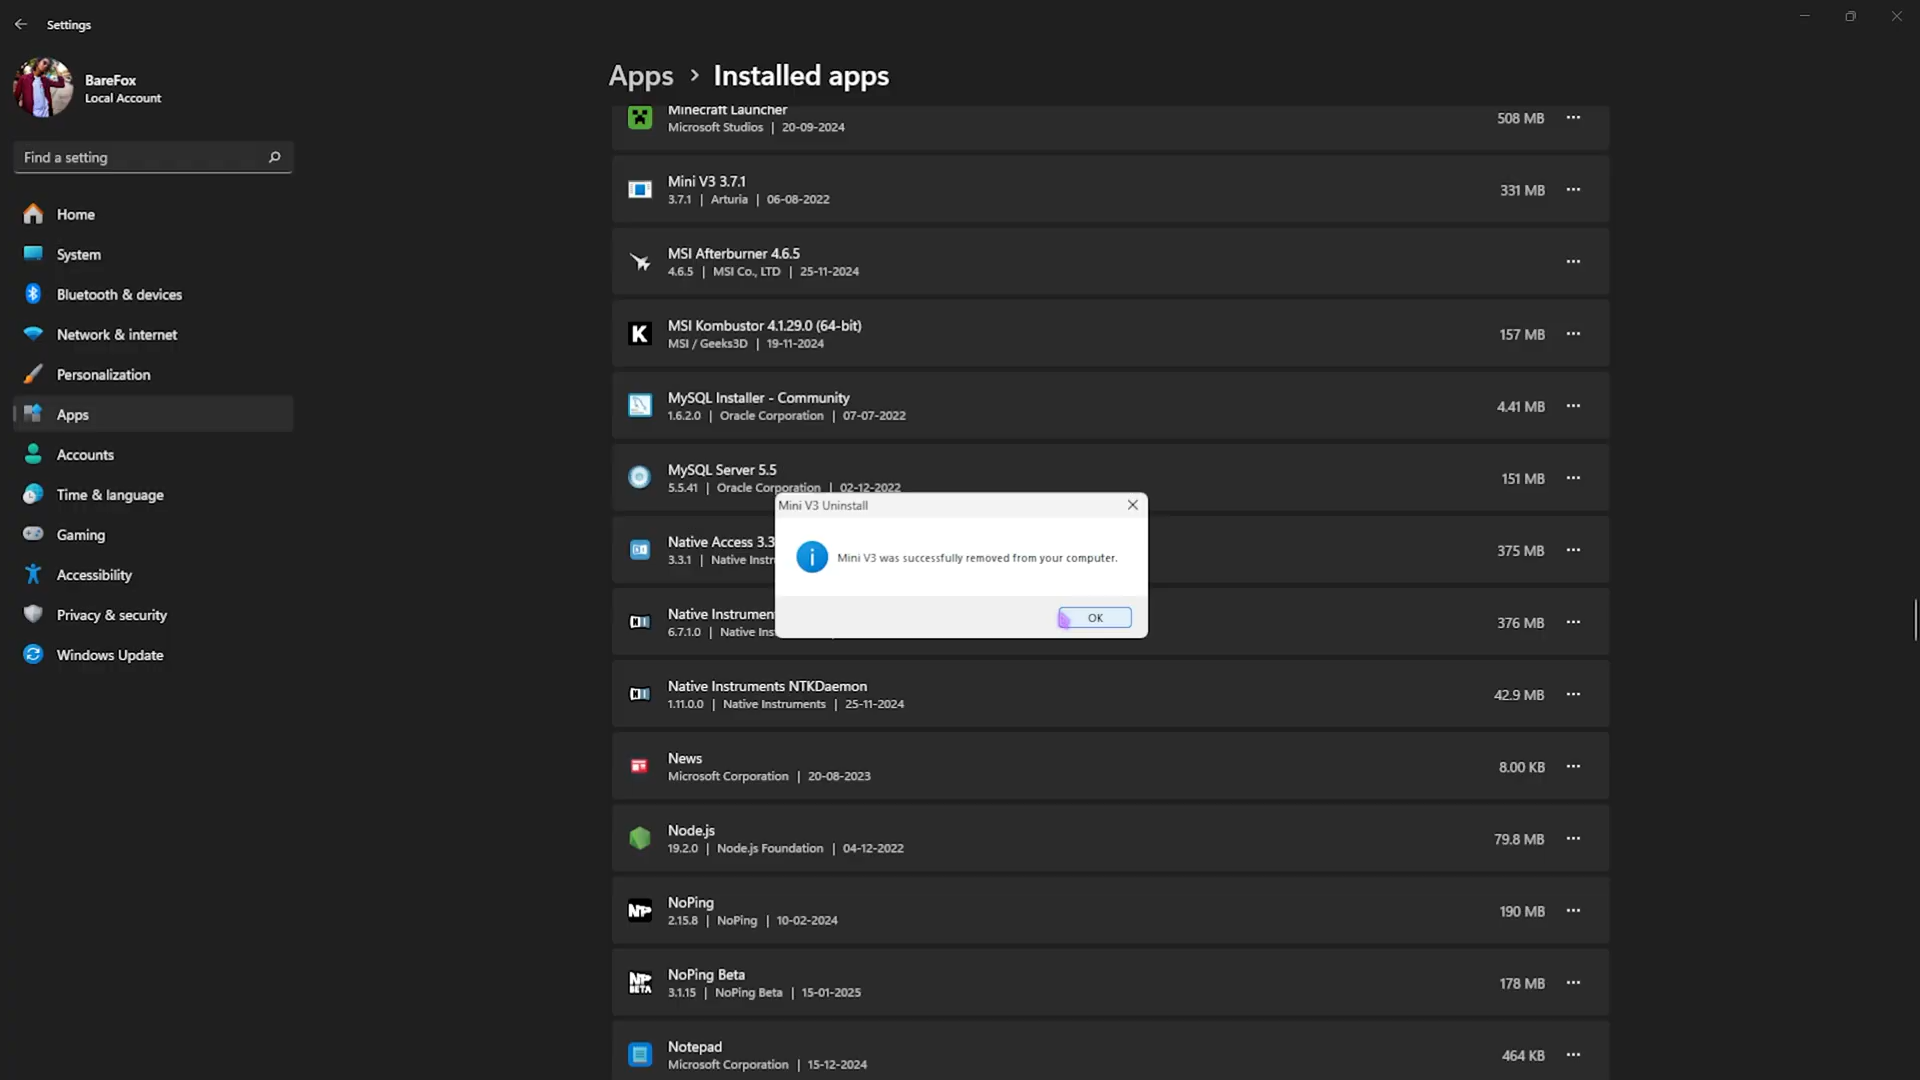 Settings
BareFox
Local Account
Find a setting
Home
System
Bluetooth & devices
Network & internet
Personalization
Apps
Accounts
Time & language
Gaming
Accessibility
Privacy & security
Windows Update
Apps > Installed apps
Minecraft Launcher
Microsoft Studios | 20-09-2024
508 MB
Mini V3 3.7.1
3.7.1 | Arturia | 06-08-2022
331 MB
MSI Afterburner 4.6.5
4.6.5 | MSI Co., LTD | 25-11-2024
MSI Kombustor 4.1.29.0 (64-bit)
MSI / Geeks3D | 19-11-2024
157 MB
MySQL Installer - Community
1.6.2.0 | Oracle Corporation | 07-07-2022
4.41 MB
MySQL Server 5.5
5.5.41 | Oracle Corporation | 02-12-2022
151 MB
Mini V3 Uninstall
Mini V3 was successfully removed from your computer.
OK
Native Access 3.3
3.3.1 | Native Instr
375 MB
Native Instrumen
6.7.1.0 | Native Ins
376 MB
Native Instruments NTKDaemon
1.11.0.0 | Native Instruments | 25-11-2024
42.9 MB
News
Microsoft Corporation | 20-08-2023
8.00 KB
Node.js
19.2.0 | Node.js Foundation | 04-12-2022
79.8 MB
NoPing
2.15.8 | NoPing | 10-02-2024
190 MB
NoPing Beta
3.1.15 | NoPing Beta | 15-01-2025
178 MB
Notepad
Microsoft Corporation | 15-12-2024
464 KB